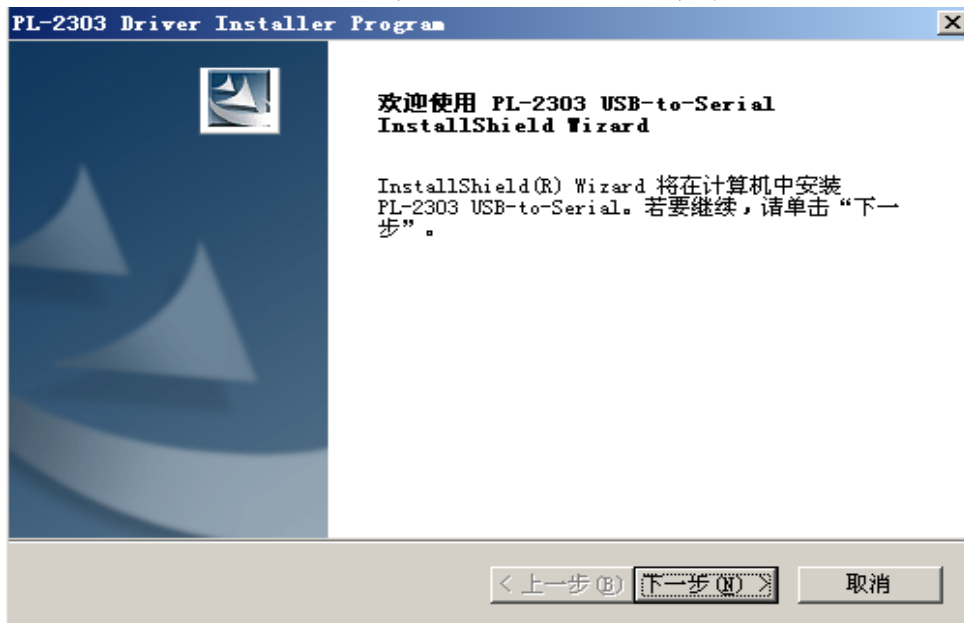 PL-2303 Driver Installer Program
欢迎使用 PL-2303 USB-to-Serial
InstallShield Wizard
InstallShield(R) Wizard 将在计算机中安装
PL-2303 USB-to-Serial。若要继续，请单击“下一
步”。
< 上一步(B) 下一步(N) > 取消